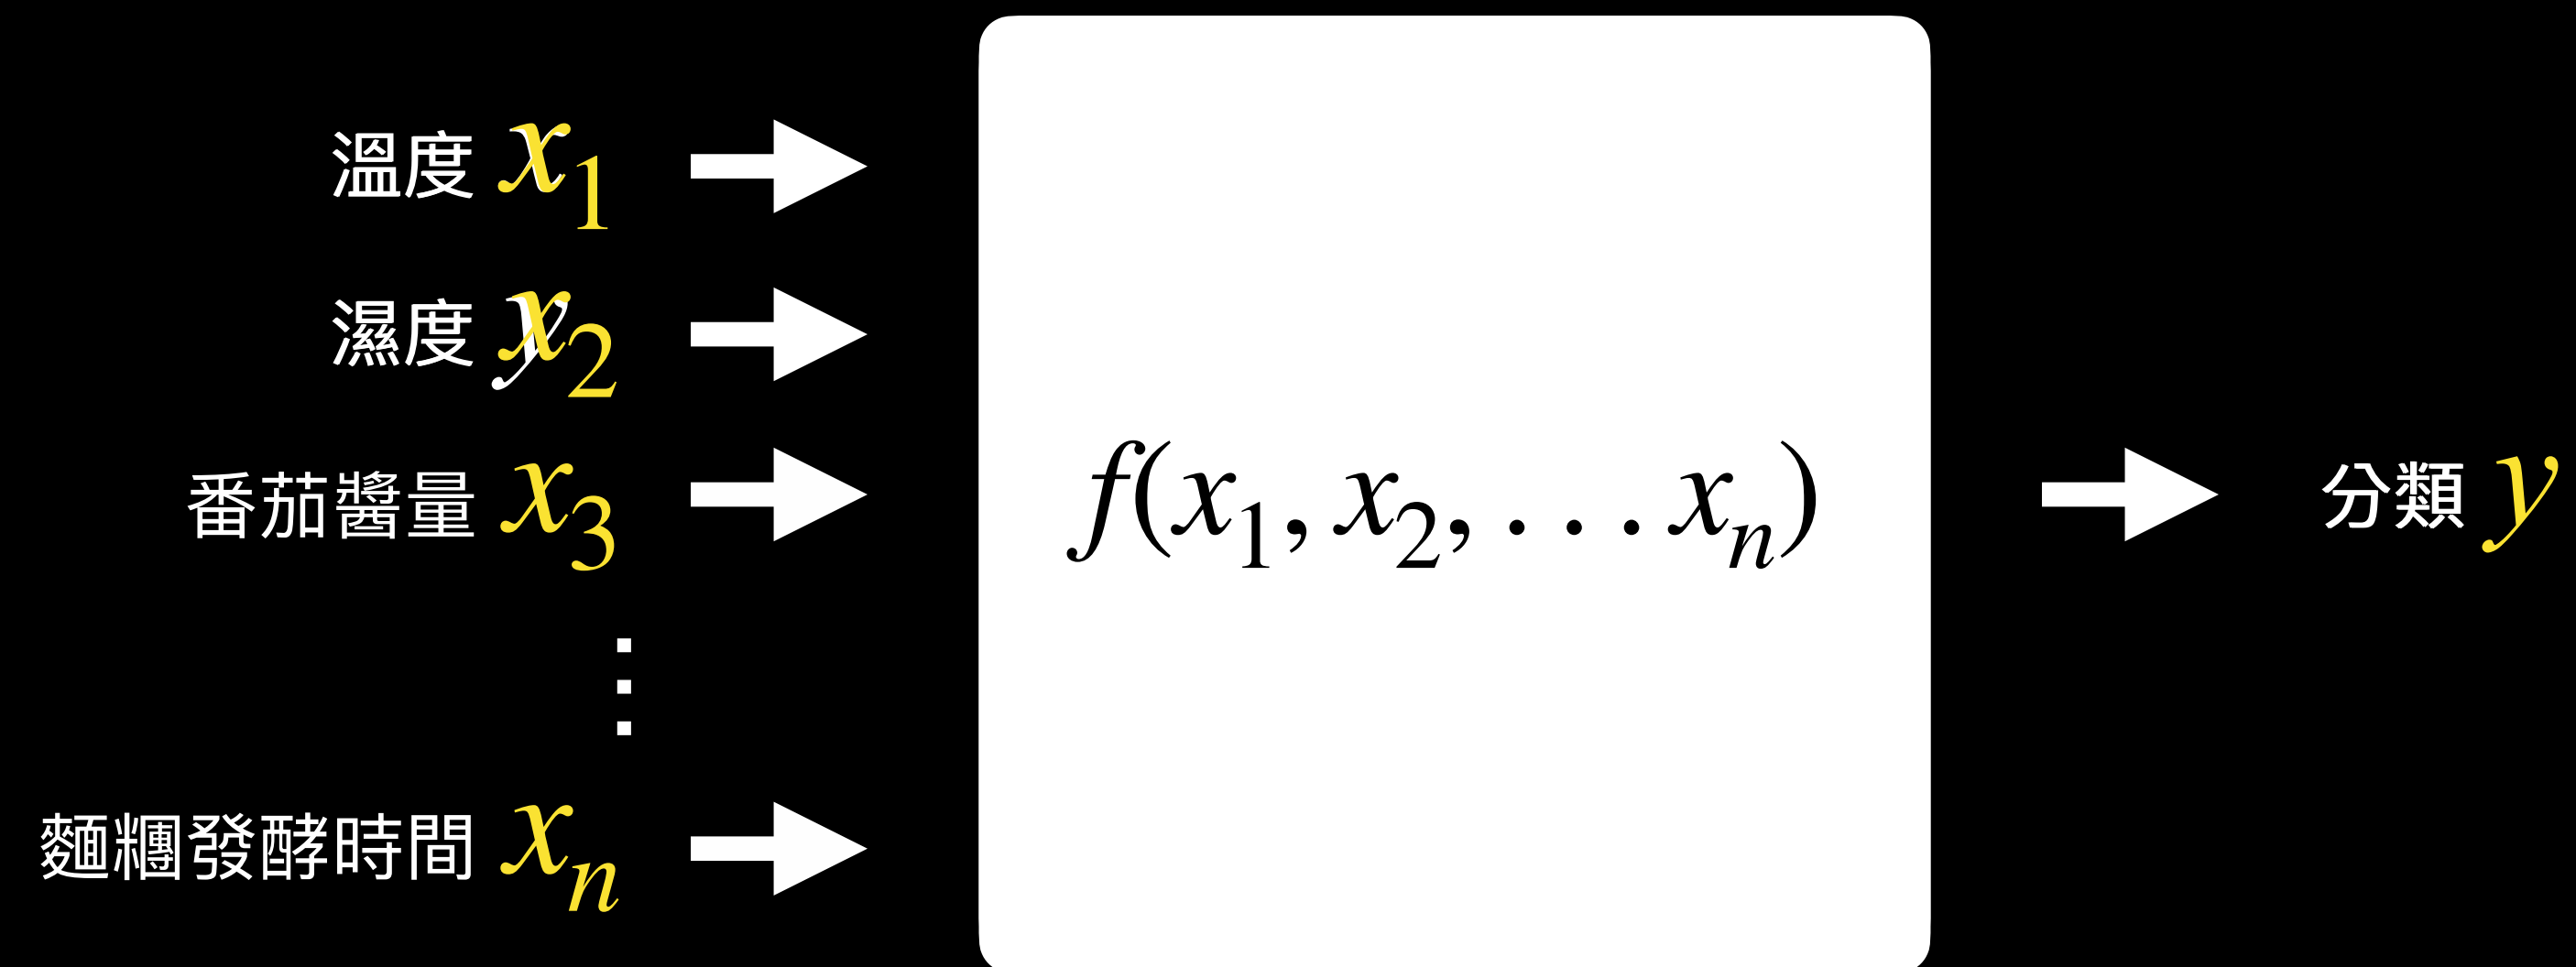 溫度 x₁
濕度 x₂
番茄醬量 x₃
⋮
麵糰發酵時間 xₙ
f(x₁, x₂, . . . xₙ)
分類 y